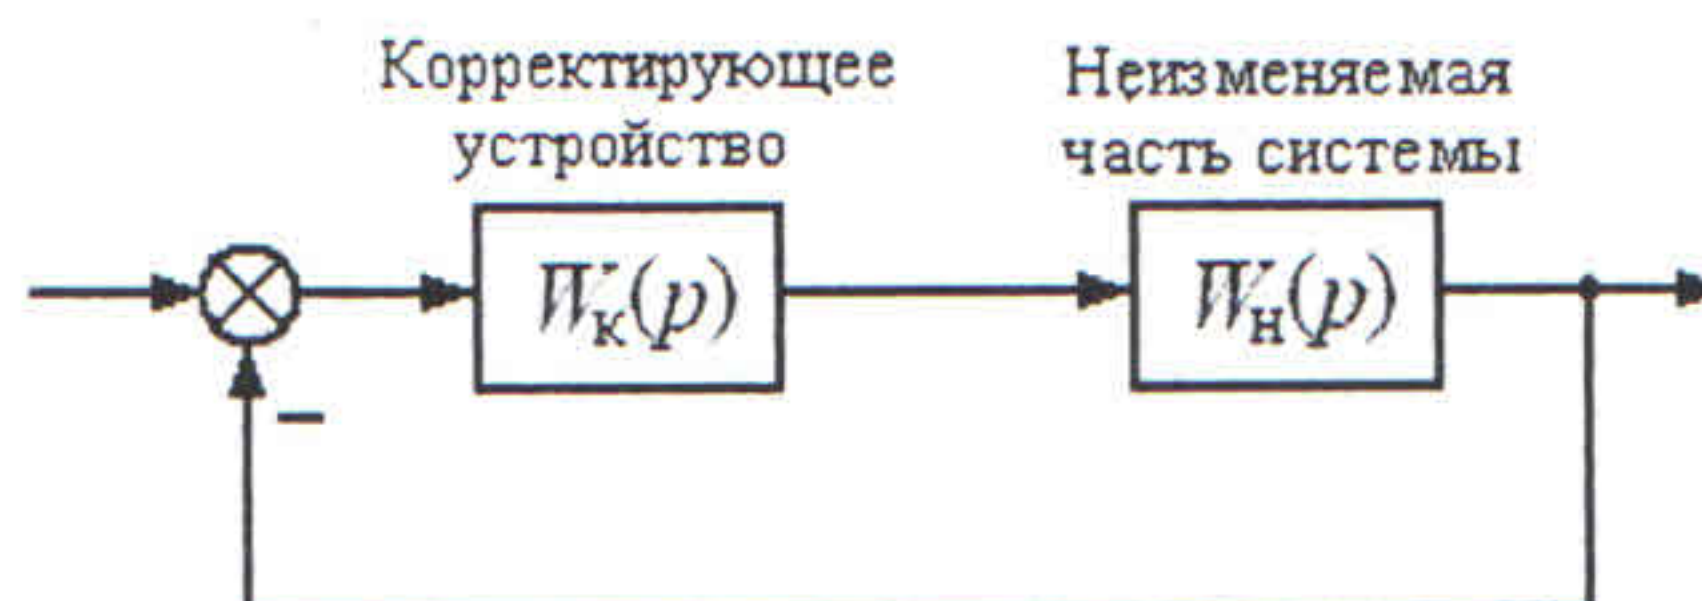 Корректирующее
устройство
Неизменяемая
часть системы
Wк(p)
Wн(p)
–